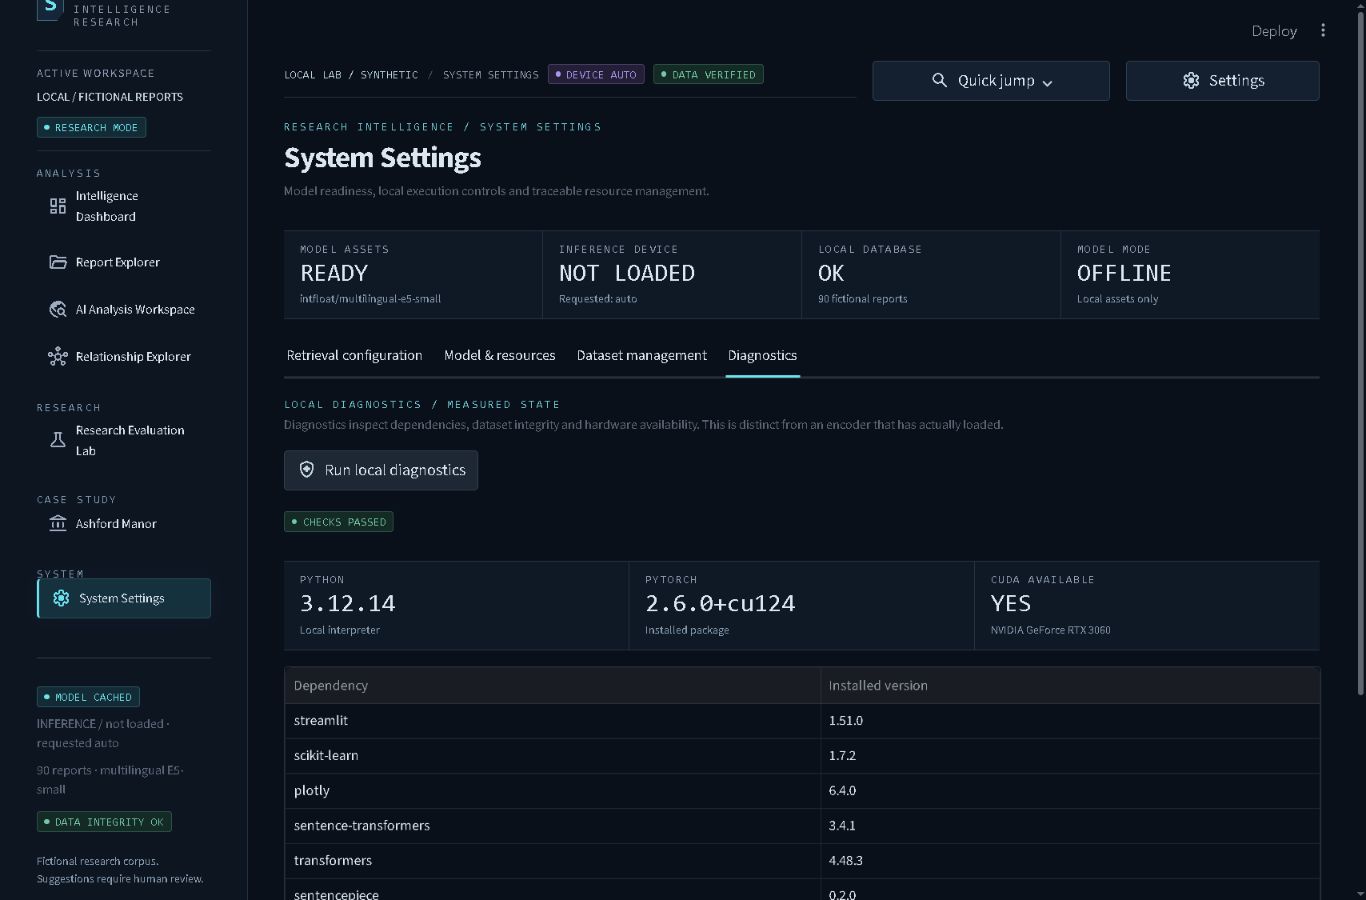 S
INTELLIGENCE
RESEARCH
ACTIVE WORKSPACE
LOCAL / FICTIONAL REPORTS
RESEARCH MODE
ANALYSIS
Intelligence
Dashboard
Report Explorer
AI Analysis Workspace
Relationship Explorer
RESEARCH
Research Evaluation
Lab
CASE STUDY
Ashford Manor
SYSTEM
System Settings
MODEL CACHED
INFERENCE / not loaded ·
requested auto
90 reports · multilingual E5-
small
DATA INTEGRITY OK
Fictional research corpus.
Suggestions require human review.
Deploy
LOCAL LAB / SYNTHETIC / SYSTEM SETTINGS DEVICE AUTO DATA VERIFIED
Quick jump
Settings
RESEARCH INTELLIGENCE / SYSTEM SETTINGS
System Settings
Model readiness, local execution controls and traceable resource management.
MODEL ASSETS
READY
intfloat/multilingual-e5-small
INFERENCE DEVICE
NOT LOADED
Requested: auto
LOCAL DATABASE
OK
90 fictional reports
MODEL MODE
OFFLINE
Local assets only
Retrieval configuration Model & resources Dataset management Diagnostics
LOCAL DIAGNOSTICS / MEASURED STATE
Diagnostics inspect dependencies, dataset integrity and hardware availability. This is distinct from an encoder that has actually loaded.
Run local diagnostics
CHECKS PASSED
PYTHON
3.12.14
Local interpreter
PYTORCH
2.6.0+cu124
Installed package
CUDA AVAILABLE
YES
NVIDIA GeForce RTX 3060
Dependency Installed version
streamlit 1.51.0
scikit-learn 1.7.2
plotly 6.4.0
sentence-transformers 3.4.1
transformers 4.48.3
sentencepiece 0.2.0